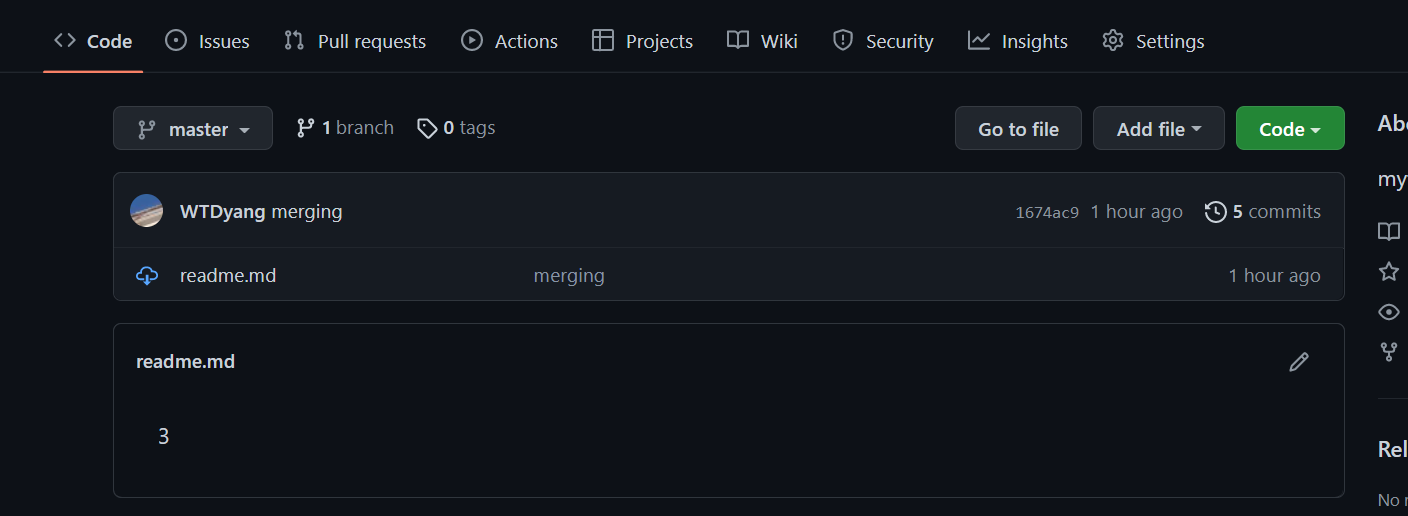 Code Issues Pull requests Actions Projects Wiki Security Insights Settings
master 1 branch 0 tags Go to file Add file Code
WTDyang merging 1674ac9 1 hour ago 5 commits
readme.md merging 1 hour ago
readme.md
3
Abo
my
Rel
No r